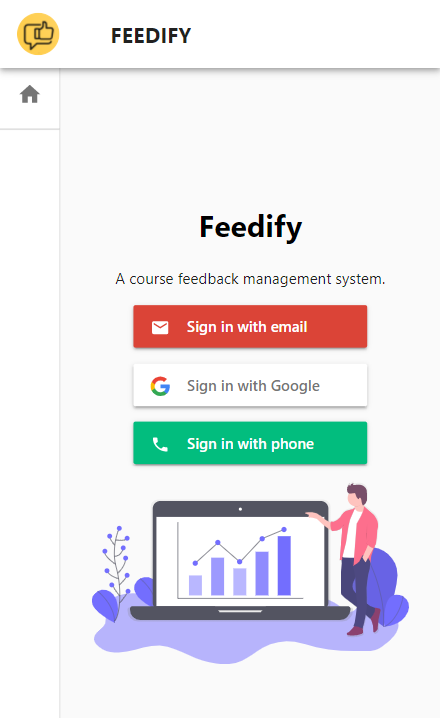 FEEDIFY
Feedify
A course feedback management system.
Sign in with email
Sign in with Google
Sign in with phone